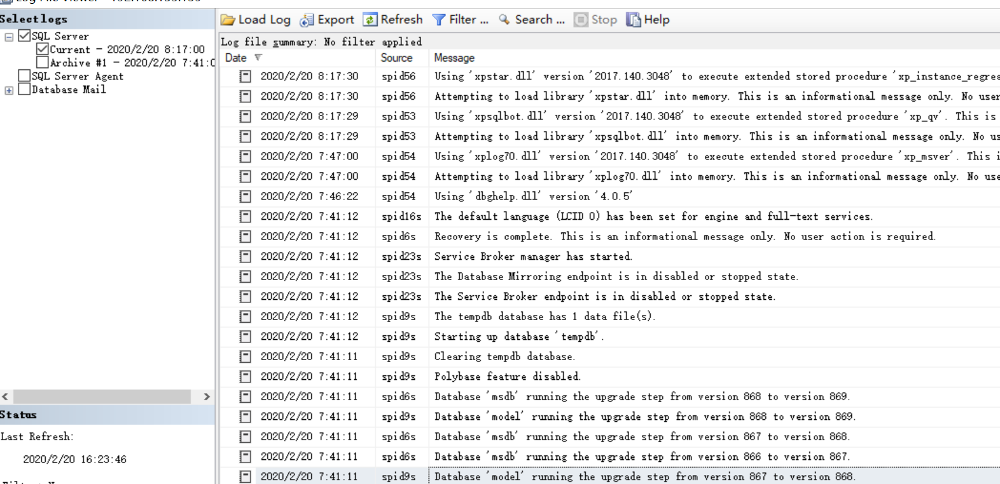 Select logs
SQL Server
Current - 2020/2/20 8:17:00
Archive #1 - 2020/2/20 7:41:0
SQL Server Agent
Database Mail
Status
Last Refresh:
2020/2/20 16:23:46
Load Log Export Refresh Filter ... Search ... Stop Help
Log file summary: No filter applied
Date Source Message
2020/2/20 8:17:30 spid56 Using 'xpstar.dll' version '2017.140.3048' to execute extended stored procedure 'xp_instance_regrea
2020/2/20 8:17:30 spid56 Attempting to load library 'xpstar.dll' into memory. This is an informational message only. No user
2020/2/20 8:17:29 spid53 Using 'xpsqlbot.dll' version '2017.140.3048' to execute extended stored procedure 'xp_qv'. This is
2020/2/20 8:17:29 spid53 Attempting to load library 'xpsqlbot.dll' into memory. This is an informational message only. No us
2020/2/20 7:47:00 spid54 Using 'xplog70.dll' version '2017.140.3048' to execute extended stored procedure 'xp_msver'. This i
2020/2/20 7:47:00 spid54 Attempting to load library 'xplog70.dll' into memory. This is an informational message only. No use
2020/2/20 7:46:22 spid54 Using 'dbghelp.dll' version '4.0.5'
2020/2/20 7:41:12 spid16s The default language (LCID 0) has been set for engine and full-text services.
2020/2/20 7:41:12 spid6s Recovery is complete. This is an informational message only. No user action is required.
2020/2/20 7:41:12 spid23s Service Broker manager has started.
2020/2/20 7:41:12 spid23s The Database Mirroring endpoint is in disabled or stopped state.
2020/2/20 7:41:12 spid23s The Service Broker endpoint is in disabled or stopped state.
2020/2/20 7:41:12 spid9s The tempdb database has 1 data file(s).
2020/2/20 7:41:12 spid9s Starting up database 'tempdb'.
2020/2/20 7:41:11 spid9s Clearing tempdb database.
2020/2/20 7:41:11 spid9s Polybase feature disabled.
2020/2/20 7:41:11 spid6s Database 'msdb' running the upgrade step from version 868 to version 869.
2020/2/20 7:41:11 spid9s Database 'model' running the upgrade step from version 868 to version 869.
2020/2/20 7:41:11 spid6s Database 'msdb' running the upgrade step from version 867 to version 868.
2020/2/20 7:41:11 spid6s Database 'msdb' running the upgrade step from version 866 to version 867.
2020/2/20 7:41:11 spid9s Database 'model' running the upgrade step from version 867 to version 868.